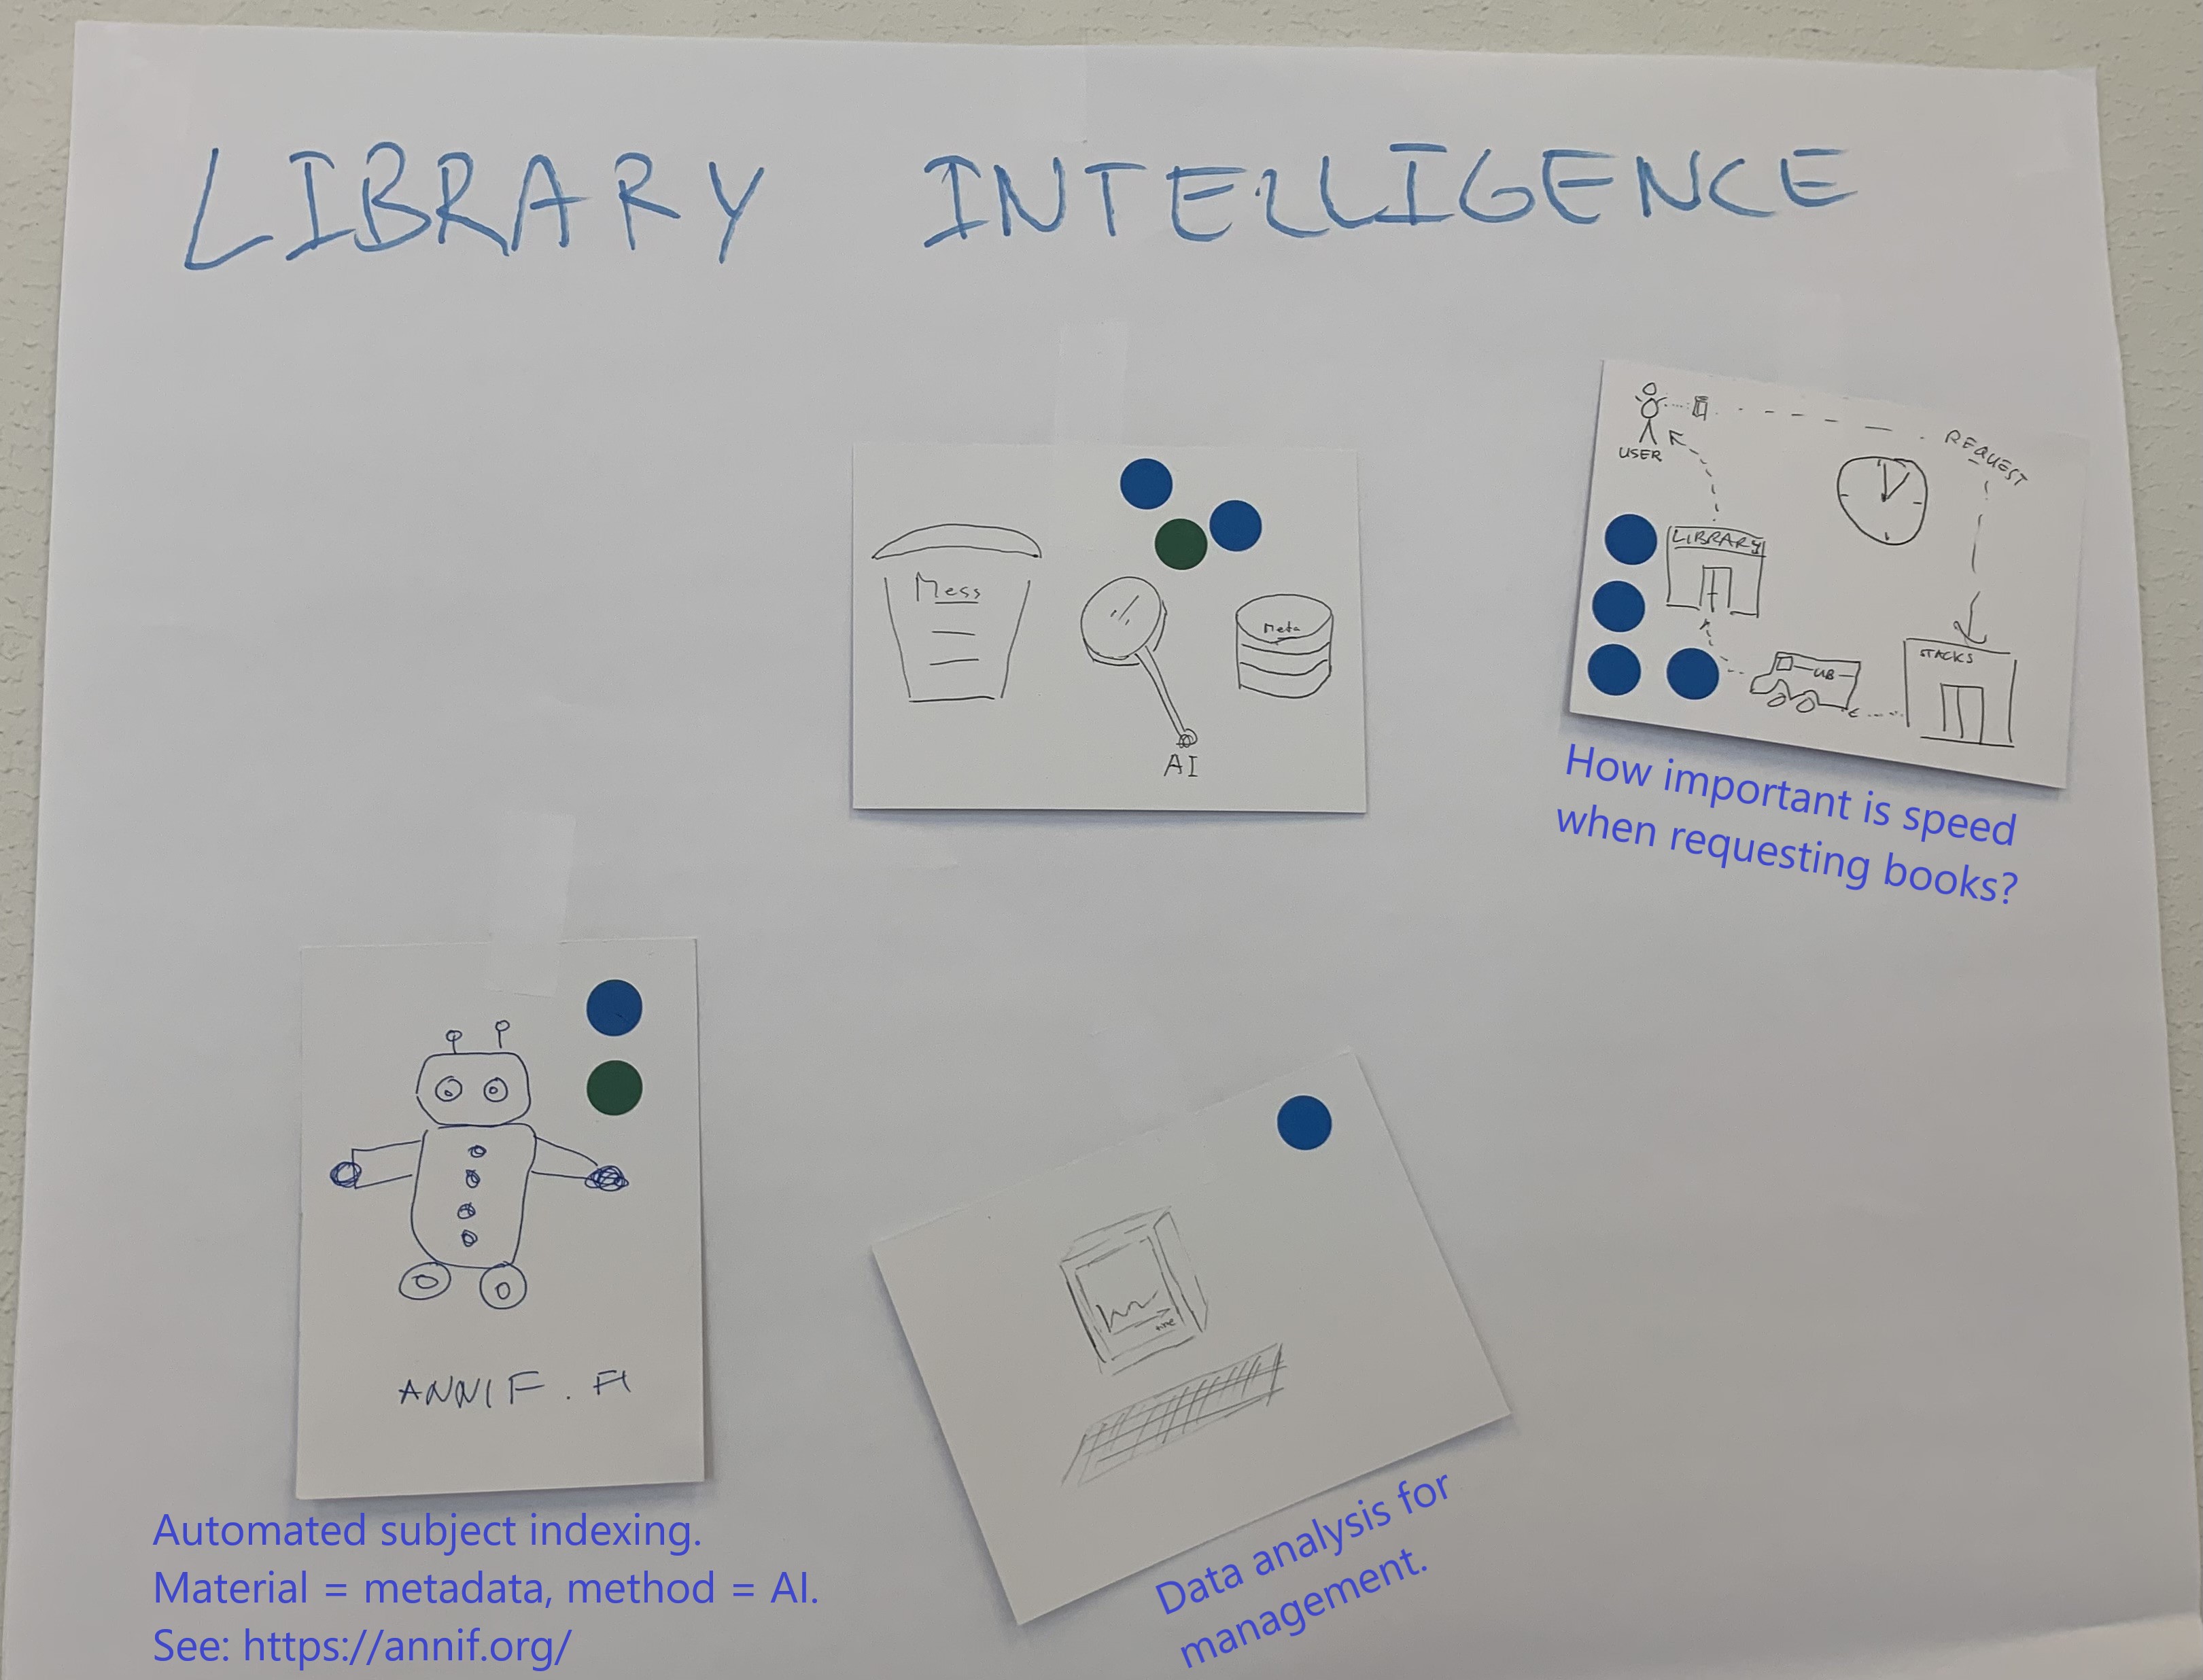 LIBRARY INTELLIGENCE
Mess
Meta
AI
USER
REQUEST
LIBRARY
UB
STACKS
How important is speed
when requesting books?
ANNIF.FI
Automated subject indexing.
Material = metadata, method = AI.
See: https://annif.org/
time
Data analysis for
management.